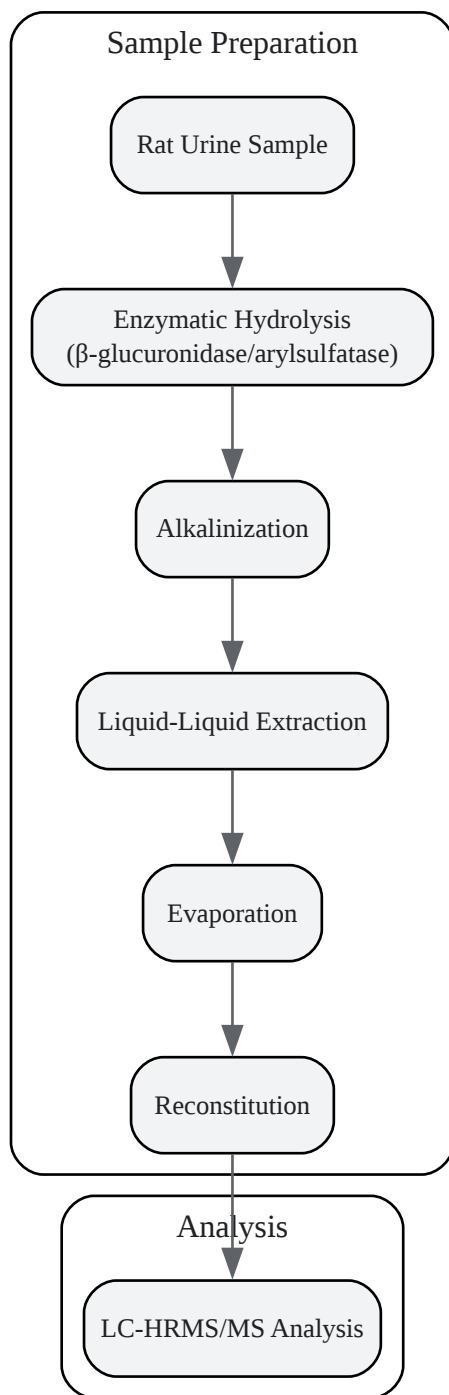 Sample Preparation
Rat Urine Sample
Enzymatic Hydrolysis
(β-glucuronidase/arylsulfatase)
Alkalinization
Liquid-Liquid Extraction
Evaporation
Reconstitution
Analysis
LC-HRMS/MS Analysis